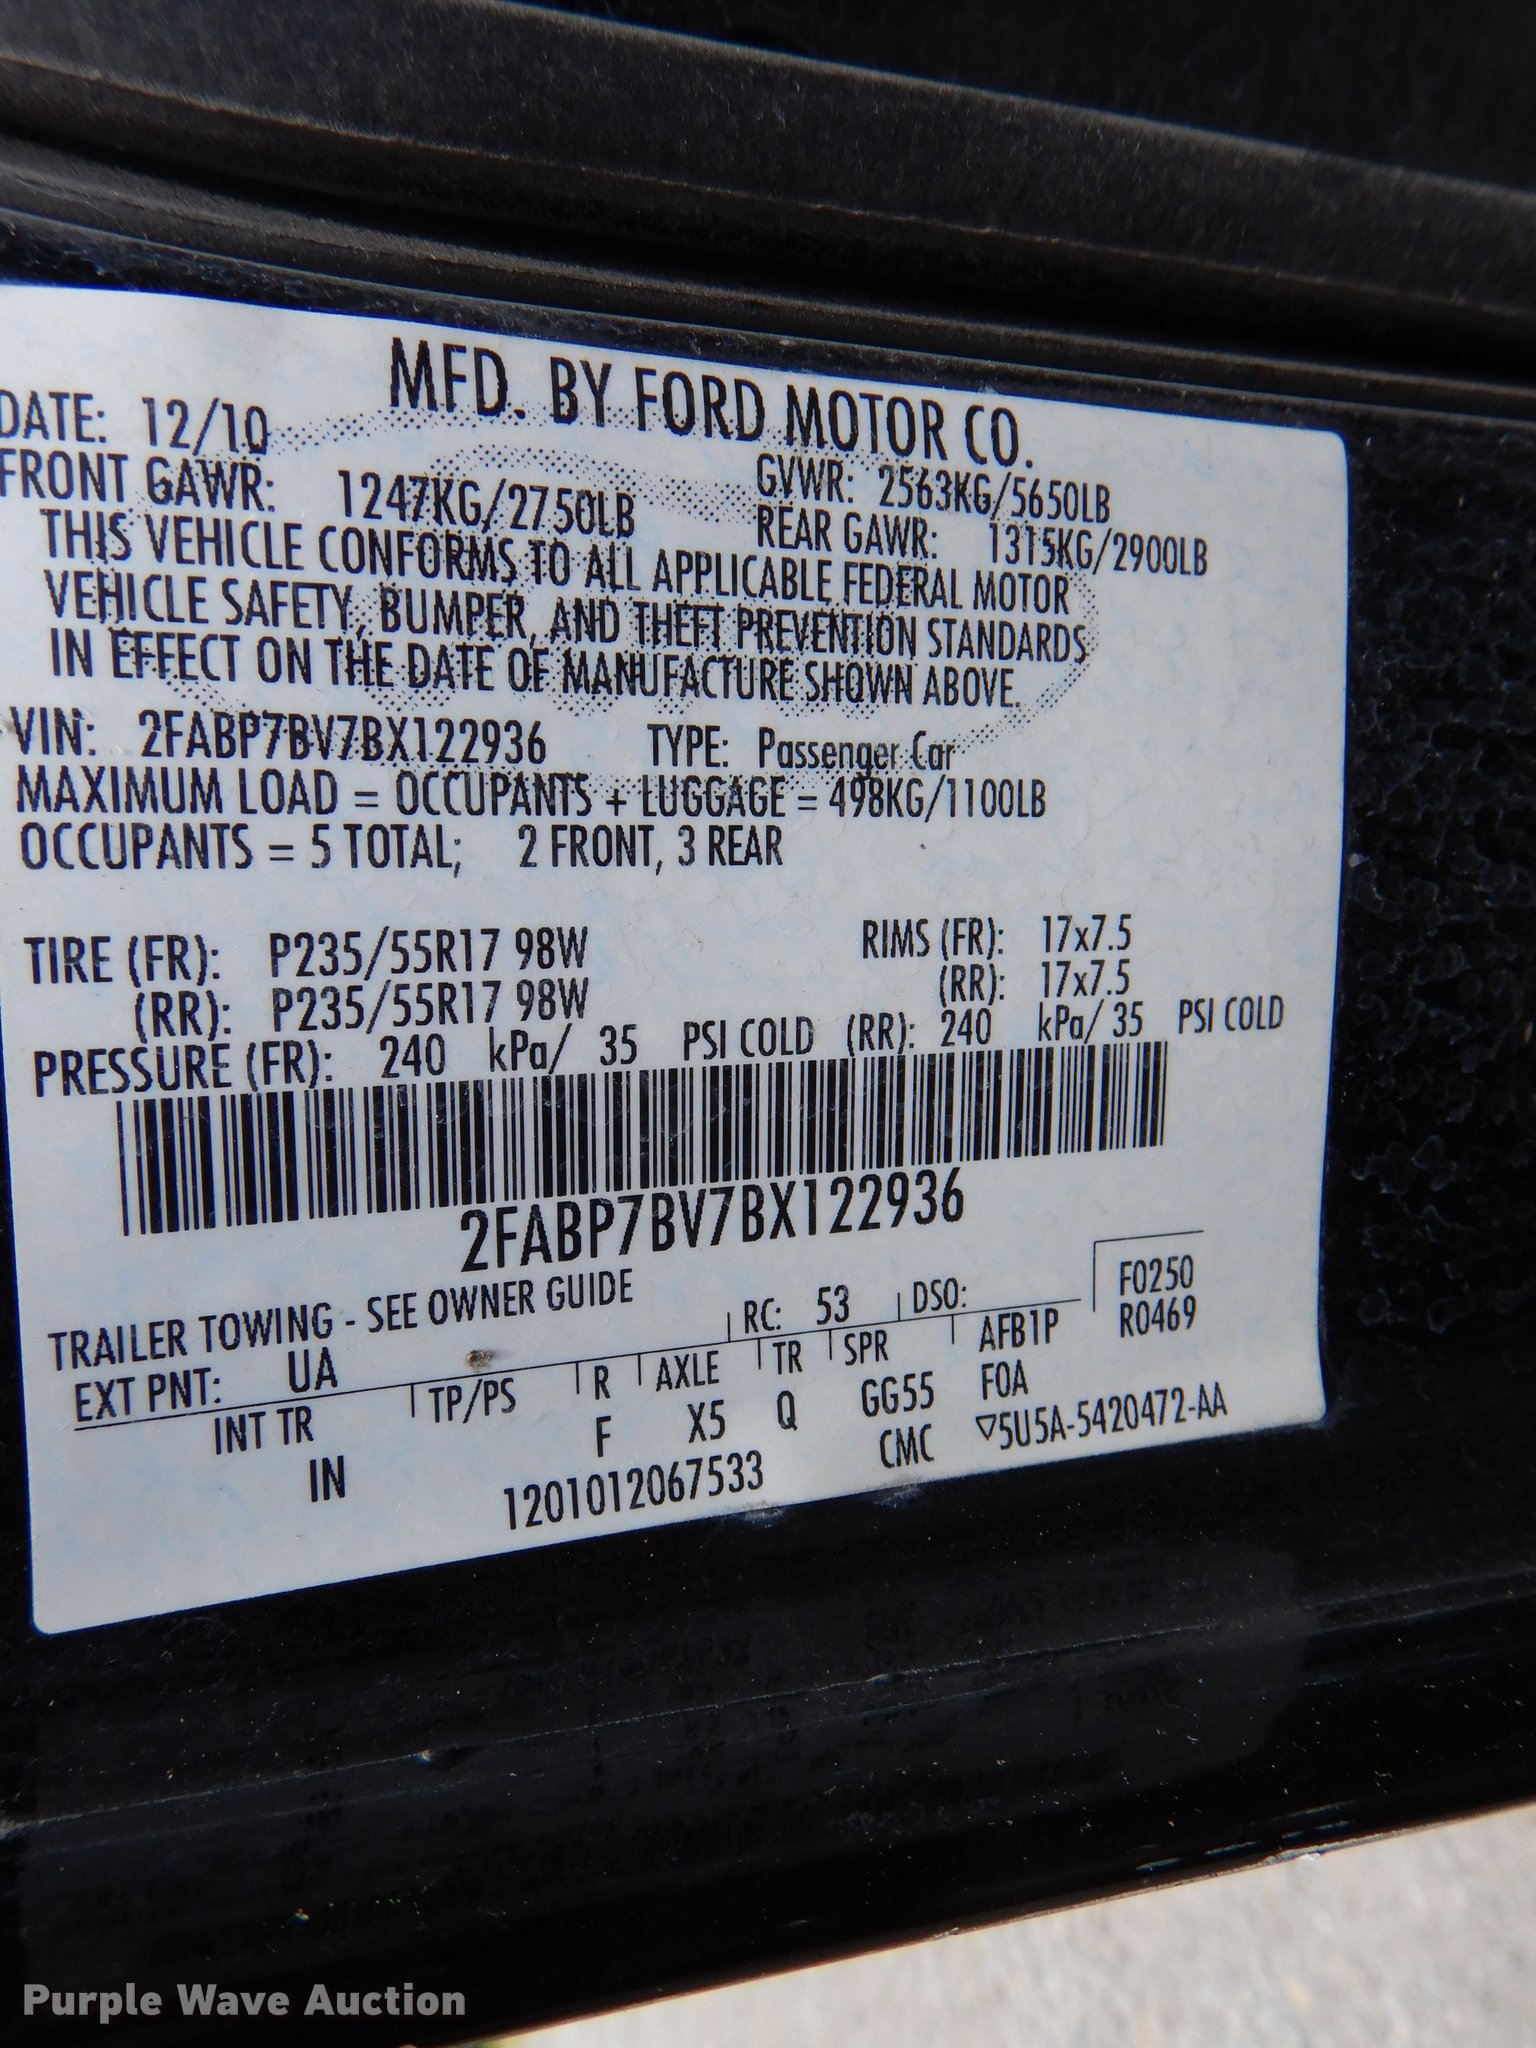 MFD. BY FORD MOTOR CO.
DATE: 12/10
GVWR: 2563KG/5650LB
FRONT GAWR: 1247KG/2750LB
REAR GAWR: 1315KG/2900LB
THIS VEHICLE CONFORMS TO ALL APPLICABLE FEDERAL MOTOR
VEHICLE SAFETY, BUMPER, AND THEFT PREVENTION STANDARDS
IN EFFECT ON THE DATE OF MANUFACTURE SHOWN ABOVE.
VIN: 2FABP7BV7BX122936 TYPE: Passenger Car
MAXIMUM LOAD = OCCUPANTS + LUGGAGE = 498KG/1100LB
OCCUPANTS = 5 TOTAL; 2 FRONT, 3 REAR
TIRE (FR): P235/55R17 98W RIMS (FR): 17x7.5
(RR): P235/55R17 98W (RR): 17x7.5
PRESSURE (FR): 240 kPa/ 35 PSI COLD (RR): 240 kPa/ 35 PSI COLD
2FABP7BV7BX122936
TRAILER TOWING - SEE OWNER GUIDE RC: 53 DSO: F0250
EXT PNT: UA R0469
INT TR TP/PS R AXLE TR SPR AFB1P
IN F X5 Q GG55 FOA
1201012067533 CMC ▽5U5A-5420472-AA
Purple Wave Auction